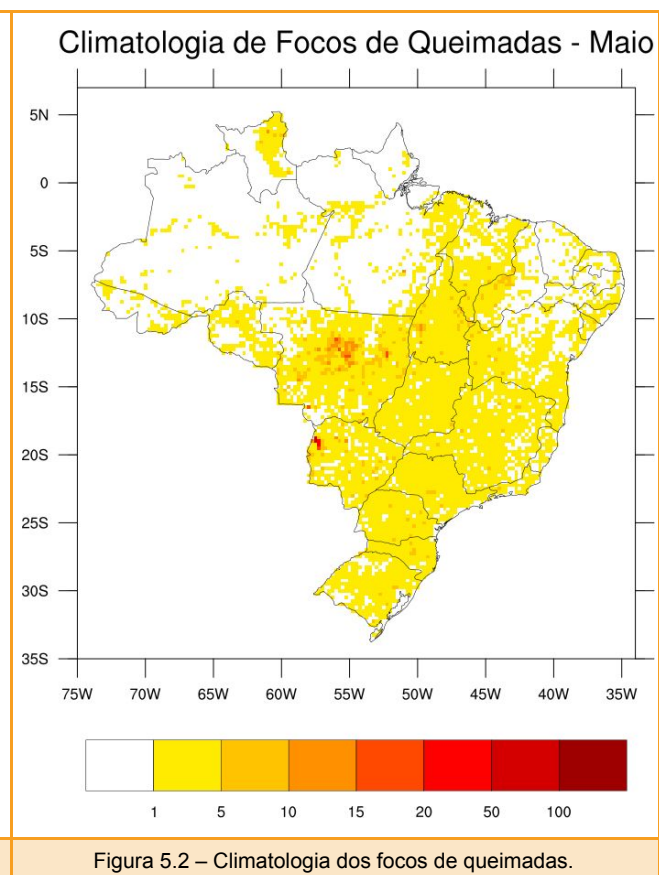 Climatologia de Focos de Queimadas - Maio
5N
0
5S
10S
15S
20S
25S
30S
35S
75W 70W 65W 60W 55W 50W 45W 40W 35W
1 5 10 15 20 50 100
Figura 5.2 – Climatologia dos focos de queimadas.